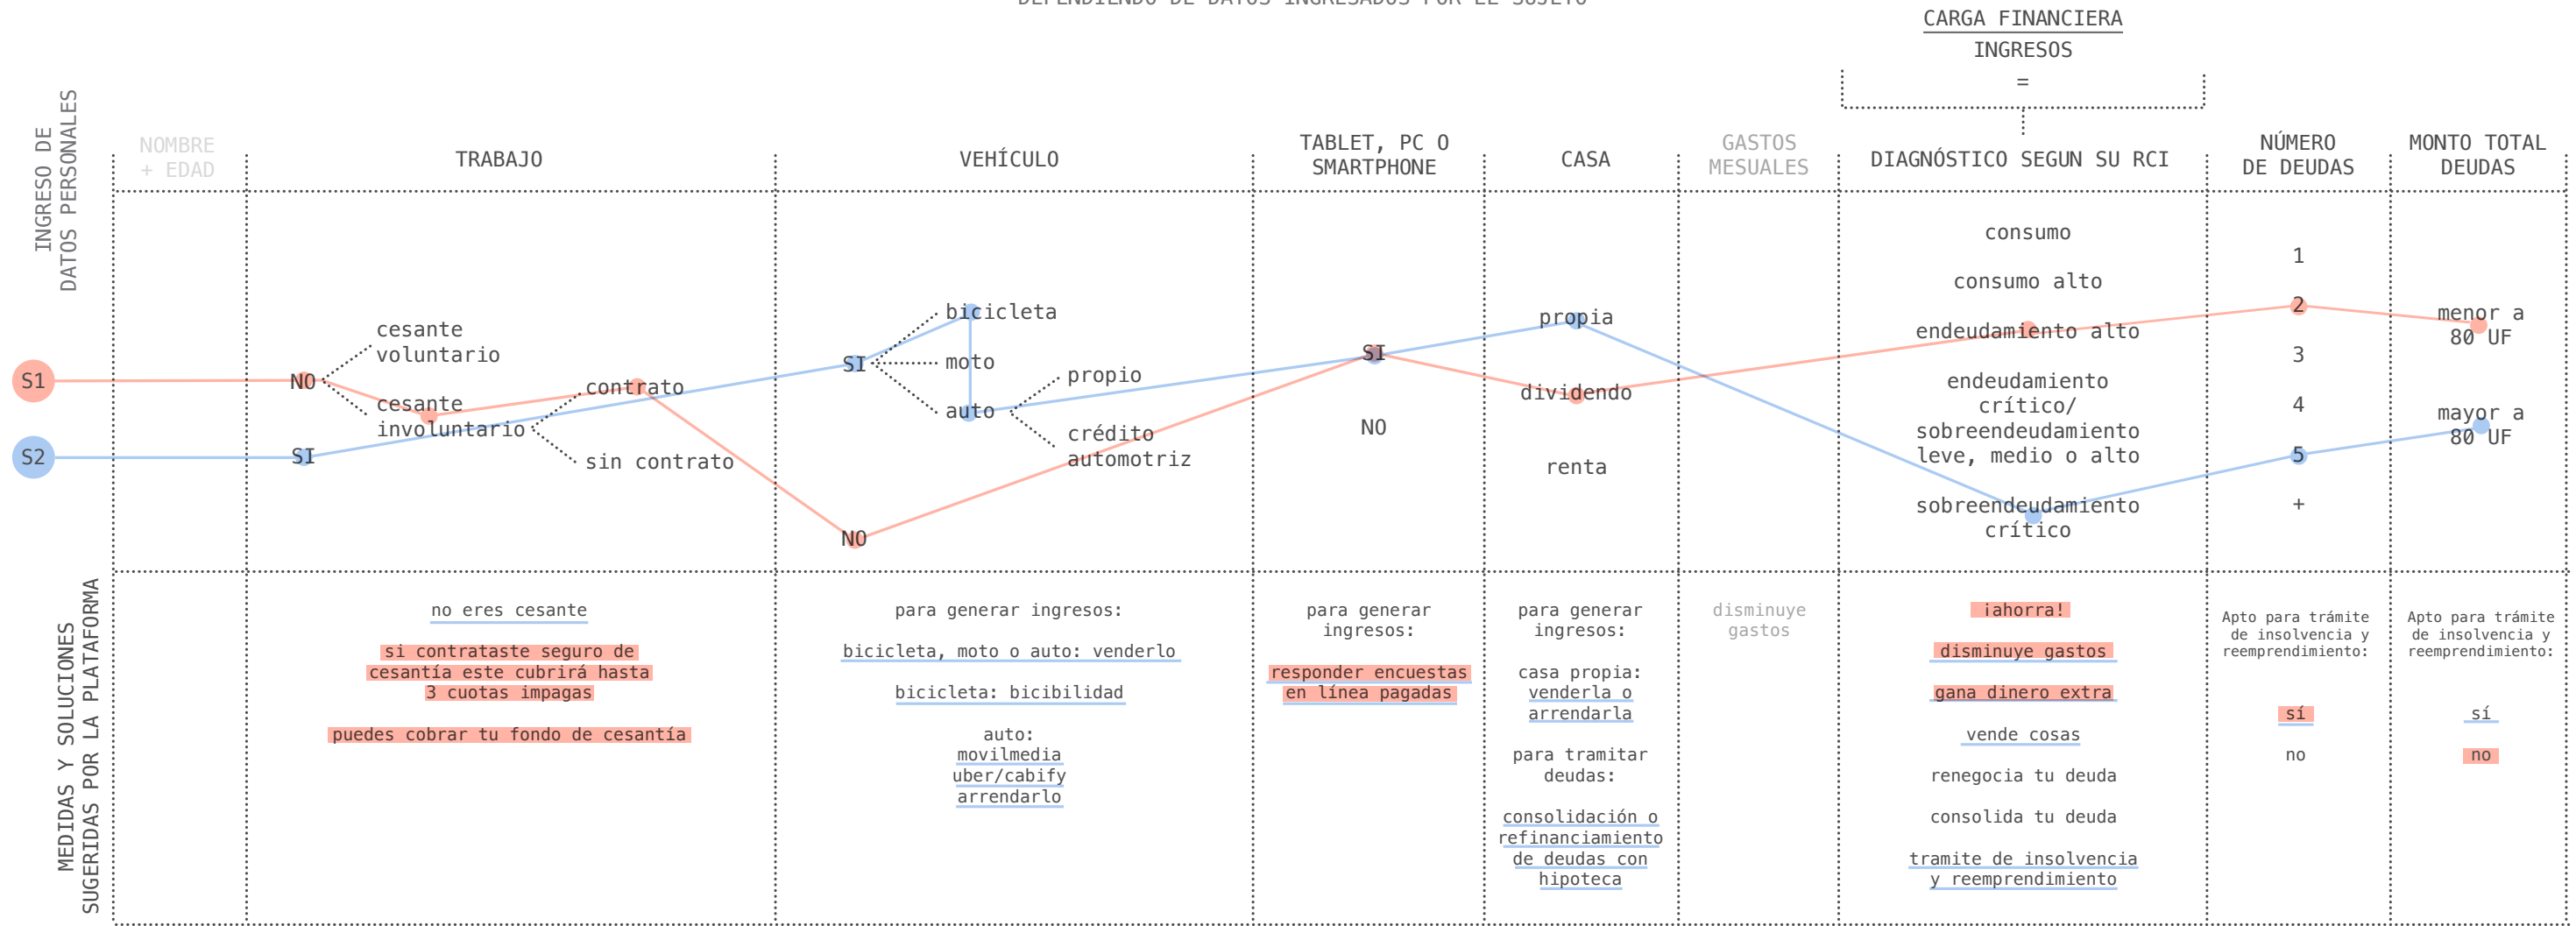 DEPENDIENDO DE DATOS INGRESADOS POR EL SUJETO
CARGA FINANCIERA
INGRESOS
=
INGRESO DE
DATOS PERSONALES
NOMBRE
+ EDAD
TRABAJO
VEHÍCULO
TABLET, PC O
SMARTPHONE
CASA
GASTOS
MESUALES
DIAGNÓSTICO SEGUN SU RCI
NÚMERO
DE DEUDAS
MONTO TOTAL
DEUDAS
S1
S2
NO
SI
cesante
voluntario
cesante
involuntario
contrato
sin contrato
SI
NO
bicicleta
moto
auto
propio
crédito
automotriz
SI
NO
propia
dividendo
renta
consumo
consumo alto
endeudamiento alto
endeudamiento
crítico/
sobreendeudamiento
leve, medio o alto
sobreendeudamiento
crítico
1
2
3
4
5
+
menor a
80 UF
mayor a
80 UF
MEDIDAS Y SOLUCIONES
SUGERIDAS POR LA PLATAFORMA
no eres cesante
si contrataste seguro de
cesantía este cubrirá hasta
3 cuotas impagas
puedes cobrar tu fondo de cesantía
para generar ingresos:
bicicleta, moto o auto: venderlo
bicicleta: bicibilidad
auto:
movilmedia
uber/cabify
arrendarlo
para generar
ingresos:
responder encuestas
en línea pagadas
para generar
ingresos:
casa propia:
venderla o
arrendarla
para tramitar
deudas:
consolidación o
refinanciamiento
de deudas con
hipoteca
disminuye
gastos
¡ahorra!
disminuye gastos
gana dinero extra
vende cosas
renegocia tu deuda
consolida tu deuda
tramite de insolvencia
y reemprendimiento
Apto para trámite
de insolvencia y
reemprendimiento:
sí
no
Apto para trámite
de insolvencia y
reemprendimiento:
sí
no